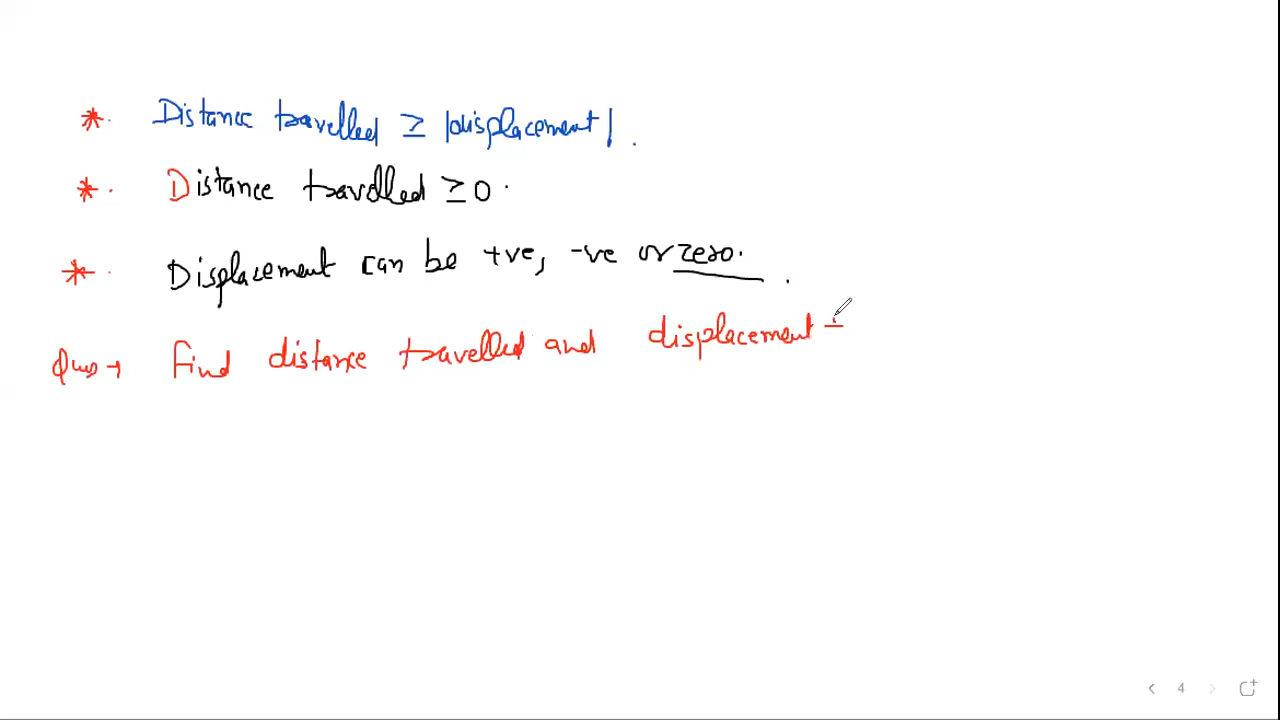 * Distance travelled ≥ |displacement|.
* Distance travelled ≥ 0.
* Displacement can be +ve, -ve or zero.
Ques → Find distance travelled and displacement -
4